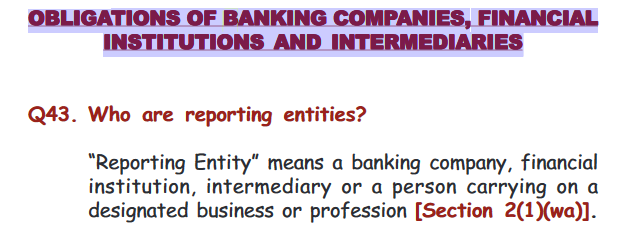 OBLIGATIONS OF BANKING COMPANIES, FINANCIAL
INSTITUTIONS AND INTERMEDIARIES
Q43. Who are reporting entities?
“Reporting Entity” means a banking company, financial
institution, intermediary or a person carrying on a
designated business or profession [Section 2(1)(wa)].